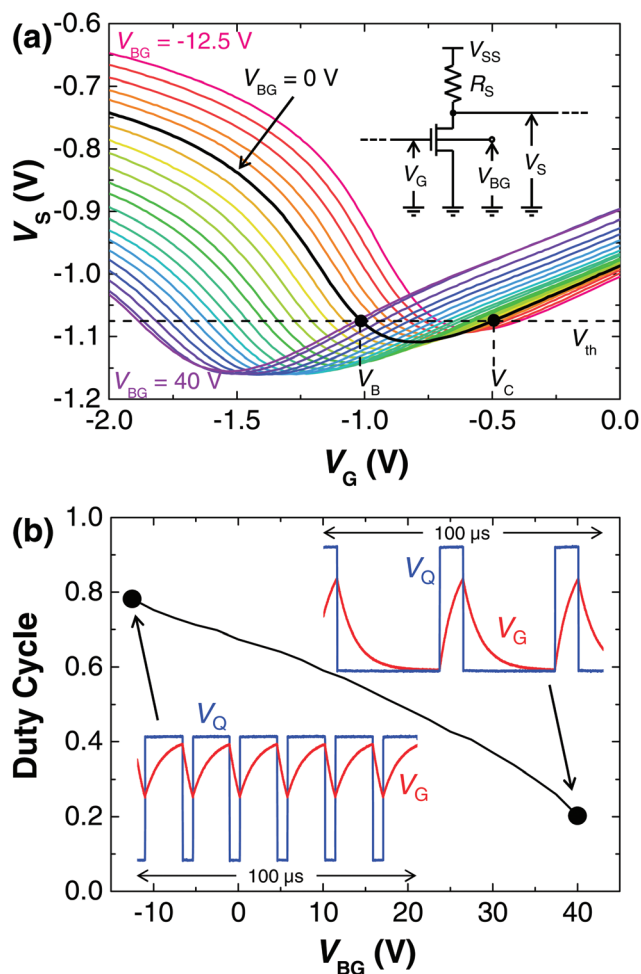 (a)
V_BG = -12.5 V
V_BG = 0 V
V_SS
R_S
V_G
V_BG
V_S
V_th
V_B
V_C
V_BG = 40 V
-0.6
-0.7
-0.8
-0.9
-1.0
-1.1
-1.2
V_S (V)
-2.0 -1.5 -1.0 -0.5 0.0
V_G (V)
(b)
100 µs
V_Q
V_G
V_Q
V_G
100 µs
1.0
0.8
0.6
0.4
0.2
0.0
Duty Cycle
-10 0 10 20 30 40
V_BG (V)